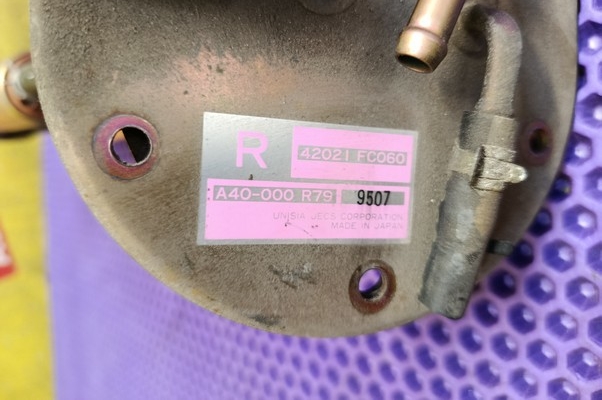 R
42021 FC060
A40-000 R79 9507
UNISIA JECS CORPORATION
MADE IN JAPAN